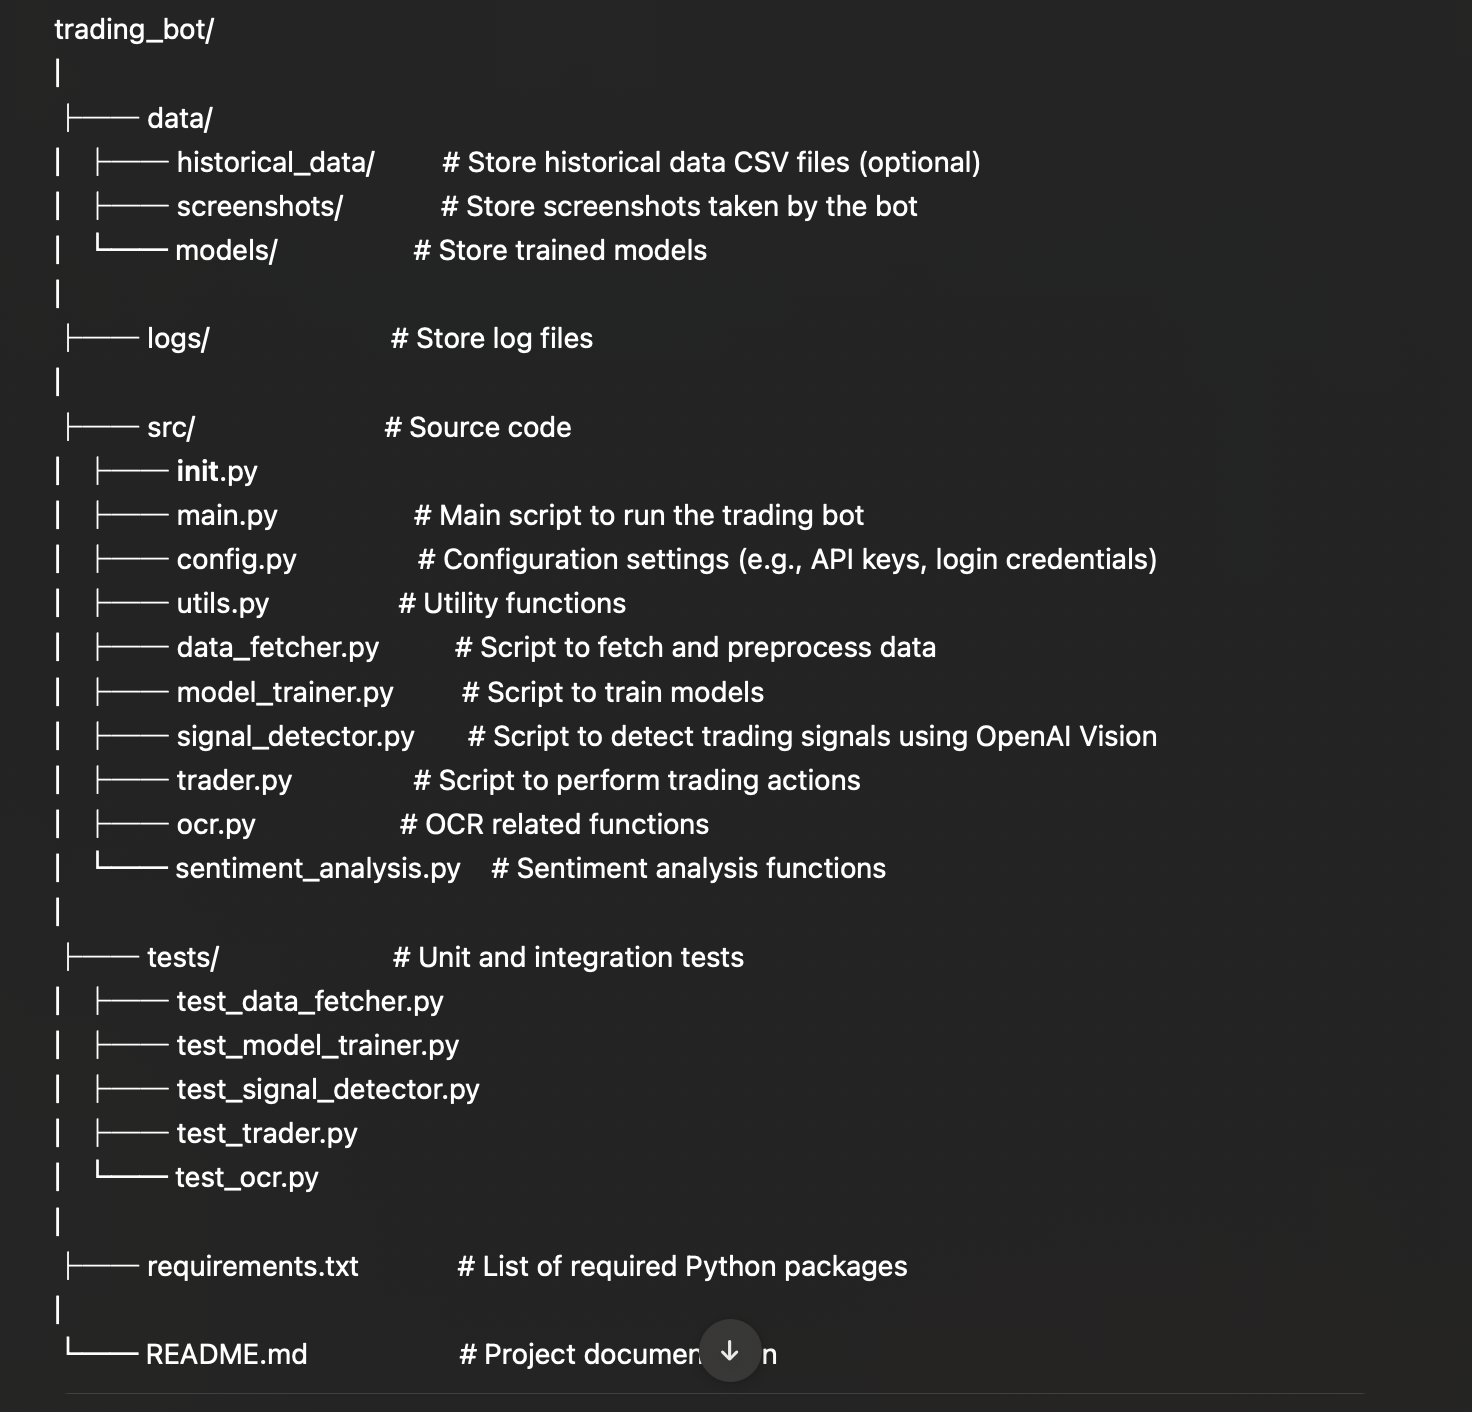 trading_bot/
|
├── data/
|   ├── historical_data/ # Store historical data CSV files (optional)
|   ├── screenshots/ # Store screenshots taken by the bot
|   └── models/ # Store trained models
|
├── logs/ # Store log files
|
├── src/ # Source code
|   ├── init.py
|   ├── main.py # Main script to run the trading bot
|   ├── config.py # Configuration settings (e.g., API keys, login credentials)
|   ├── utils.py # Utility functions
|   ├── data_fetcher.py # Script to fetch and preprocess data
|   ├── model_trainer.py # Script to train models
|   ├── signal_detector.py # Script to detect trading signals using OpenAI Vision
|   ├── trader.py # Script to perform trading actions
|   ├── ocr.py # OCR related functions
|   └── sentiment_analysis.py # Sentiment analysis functions
|
├── tests/ # Unit and integration tests
|   ├── test_data_fetcher.py
|   ├── test_model_trainer.py
|   ├── test_signal_detector.py
|   ├── test_trader.py
|   └── test_ocr.py
|
├── requirements.txt # List of required Python packages
|
└── README.md # Project